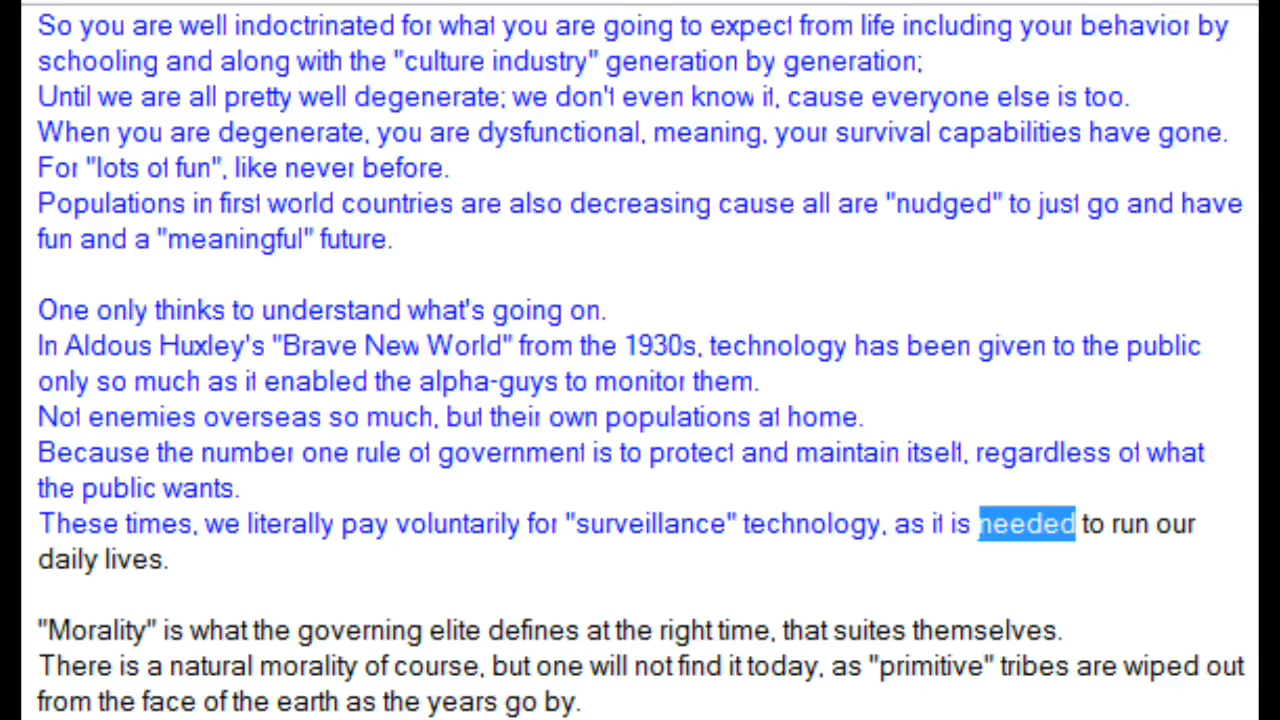 So you are well indoctrinated for what you are going to expect from life including your behavior by
schooling and along with the "culture industry" generation by generation;
Until we are all pretty well degenerate; we don't even know it, cause everyone else is too.
When you are degenerate, you are dysfunctional, meaning, your survival capabilities have gone.
For "lots of fun", like never before.
Populations in first world countries are also decreasing cause all are "nudged" to just go and have
fun and a "meaningful" future.
One only thinks to understand what's going on.
In Aldous Huxley's "Brave New World" from the 1930s, technology has been given to the public
only so much as it enabled the alpha-guys to monitor them.
Not enemies overseas so much, but their own populations at home.
Because the number one rule of government is to protect and maintain itself, regardless of what
the public wants.
These times, we literally pay voluntarily for "surveillance" technology, as it is needed to run our
daily lives.
"Morality" is what the governing elite defines at the right time, that suites themselves.
There is a natural morality of course, but one will not find it today, as "primitive" tribes are wiped out
from the face of the earth as the years go by.